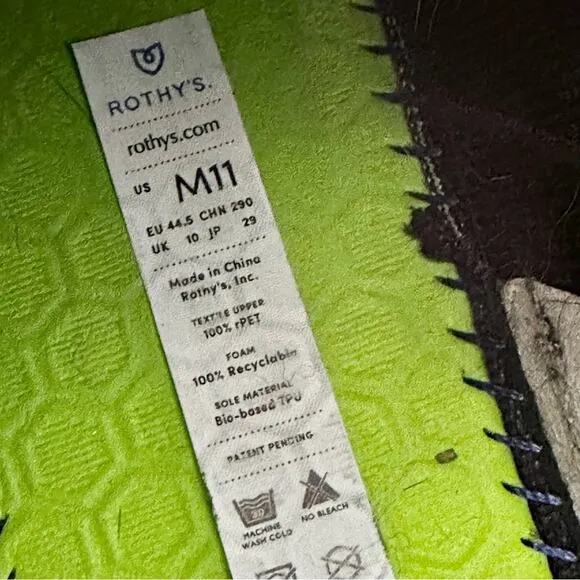 ROTHY'S.
rothys.com
US M11
EU 44.5 CHN 290
UK 10 JP 29
Made in China
Rothy's, Inc.
TEXTILE UPPER
100% rPET
FOAM
100% Recyclable
SOLE MATERIAL
Bio-based TPU
PATENT PENDING
30
MACHINE
WASH COLD
NO BLEACH